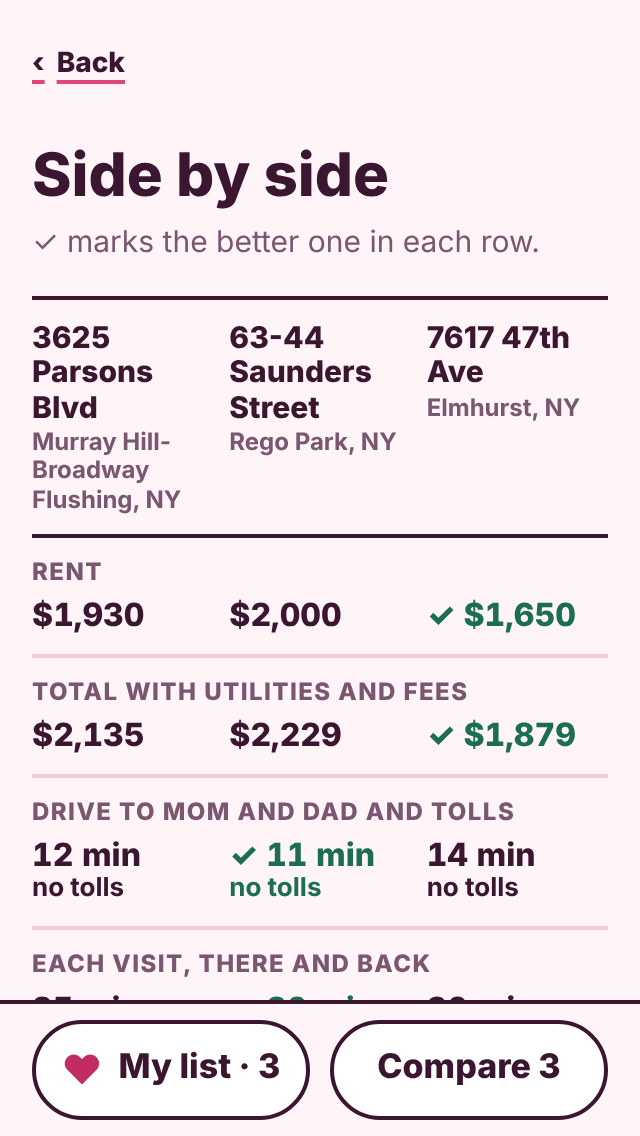 ‹ Back
Side by side
✓ marks the better one in each row.
3625 Parsons Blvd
Murray Hill-Broadway Flushing, NY
63-44 Saunders Street
Rego Park, NY
7617 47th Ave
Elmhurst, NY
RENT
$1,930 $2,000 ✓ $1,650
TOTAL WITH UTILITIES AND FEES
$2,135 $2,229 ✓ $1,879
DRIVE TO MOM AND DAD AND TOLLS
12 min ✓ 11 min 14 min
no tolls no tolls no tolls
EACH VISIT, THERE AND BACK
My list · 3 Compare 3